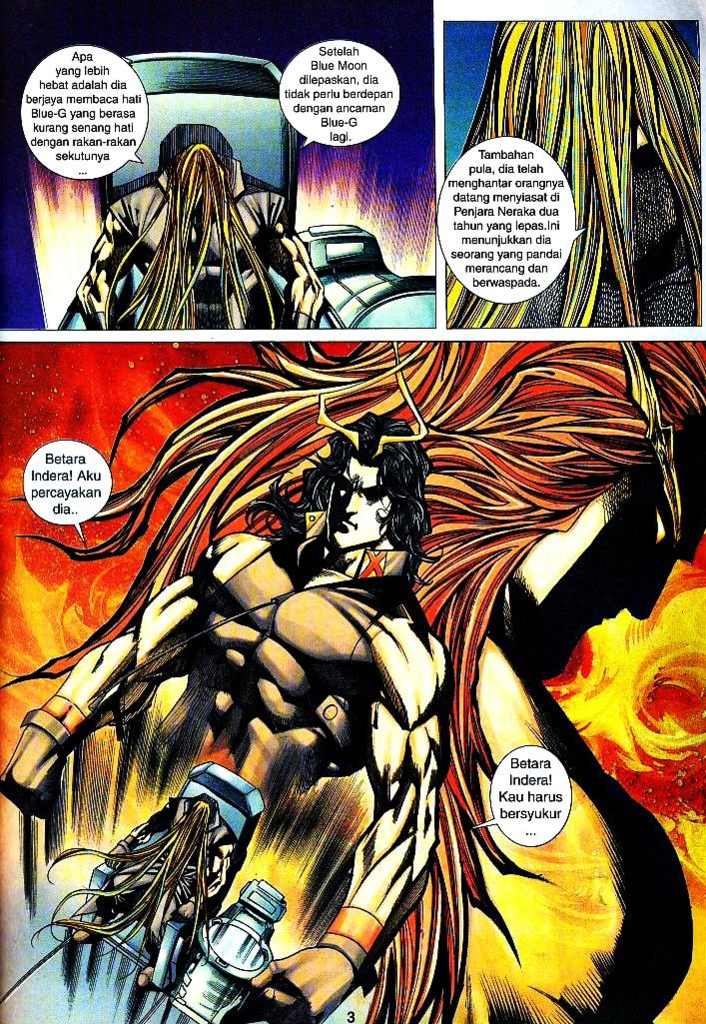 Apa
yang lebih
hebat adalah dia
berjaya membaca hati
Blue-G yang berasa
kurang senang hati
dengan rakan-rakan
sekutunya
...
Setelah
Blue Moon
dilepaskan, dia
tidak perlu berdepan
dengan ancaman
Blue-G
lagi.
Tambahan
pula, dia telah
menghantar orangnya
datang menyiasat di
Penjara Neraka dua
tahun yang lepas.Ini
menunjukkan dia
seorang yang pandai
merancang dan
berwaspada.
Betara
Indera! Aku
percayakan
dia..
Betara
Indera!
Kau harus
bersyukur
...
3